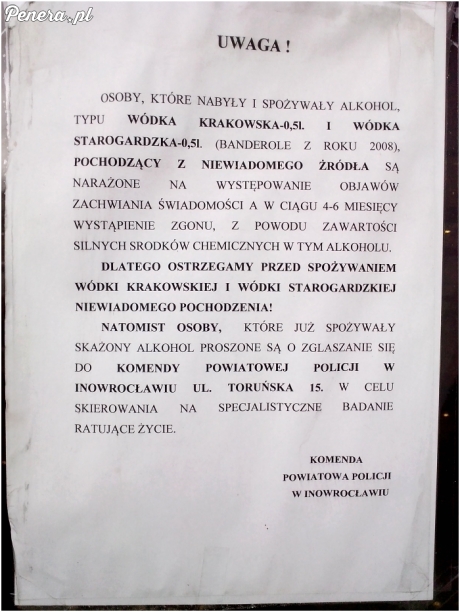 Penera.pl
UWAGA !
OSOBY, KTÓRE NABYŁY I SPOŻYWAŁY ALKOHOL,
TYPU WÓDKA KRAKOWSKA-0,5l. I WÓDKA
STAROGARDZKA-0,5l. (BANDEROLE Z ROKU 2008),
POCHODZĄCY Z NIEWIADOMEGO ŻRÓDŁA SĄ
NARAŻONE NA WYSTĘPOWANIE OBJAWÓW
ZACHWIANIA ŚWIADOMOŚCI A W CIĄGU 4-6 MIESIĘCY
WYSTĄPIENIE ZGONU, Z POWODU ZAWARTOŚCI
SILNYCH SRODKÓW CHEMICZNYCH W TYM ALKOHOLU.
DLATEGO OSTRZEGAMY PRZED SPOŻYWANIEM
WÓDKI KRAKOWSKIEJ I WÓDKI STAROGARDZKIEJ
NIEWIADOMEGO POCHODZENIA!
NATOMIST OSOBY, KTÓRE JUŻ SPOŻYWAŁY
SKAŻONY ALKOHOL PROSZONE SĄ O ZGLASZANIE SIĘ
DO KOMENDY POWIATOWEJ POLICJI W
INOWROCŁAWIU UL. TORUŃSKA 15. W CELU
SKIEROWANIA NA SPECJALISTYCZNE BADANIE
RATUJĄCE ŻYCIE.
KOMENDA
POWIATOWA POLICJI
W INOWROCŁAWIU